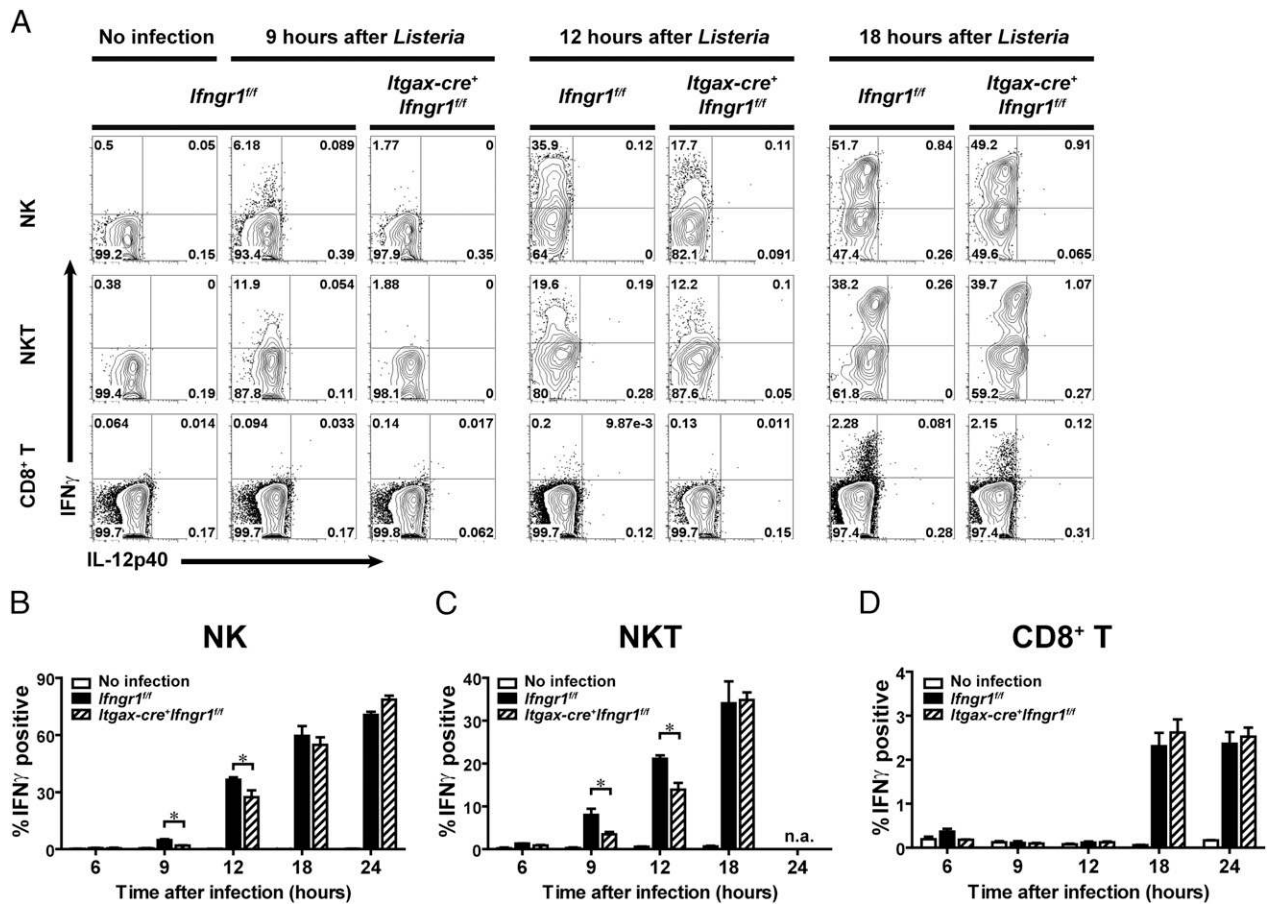 A
No infection 9 hours after Listeria 12 hours after Listeria 18 hours after Listeria
Ifngr1f/f Itgax-cre+ Ifngr1f/f Ifngr1f/f Itgax-cre+ Ifngr1f/f Ifngr1f/f Itgax-cre+ Ifngr1f/f
NK
0.5 0.05 6.18 0.089 1.77 0 35.9 0.12 17.7 0.11 51.7 0.84 49.2 0.91
99.2 0.15 93.4 0.39 97.9 0.35 64 0 82.1 0.091 47.4 0.26 49.6 0.065
NKT
0.38 0 11.9 0.054 1.88 0 19.6 0.19 12.2 0.1 38.2 0.26 39.7 1.07
99.4 0.19 87.8 0.11 98.1 0 80 0.28 87.6 0.05 61.8 0 59.2 0.27
CD8+ T
0.064 0.014 0.094 0.033 0.14 0.017 0.2 9.87e-3 0.13 0.011 2.28 0.081 2.15 0.12
99.7 0.17 99.7 0.17 99.8 0.062 99.7 0.12 99.7 0.15 97.4 0.28 97.4 0.31
IFNγ
IL-12p40
B
NK
No infection
Ifngr1f/f
Itgax-cre+Ifngr1f/f
% IFNγ positive
90
60
30
0
* *
6 9 12 18 24
Time after infection (hours)
C
NKT
No infection
Ifngr1f/f
Itgax-cre+Ifngr1f/f
% IFNγ positive
40
30
20
10
0
* *
n.a.
6 9 12 18 24
Time after infection (hours)
D
CD8+ T
No infection
Ifngr1f/f
Itgax-cre+Ifngr1f/f
% IFNγ positive
4
3
2
1
0
6 9 12 18 24
Time after infection (hours)